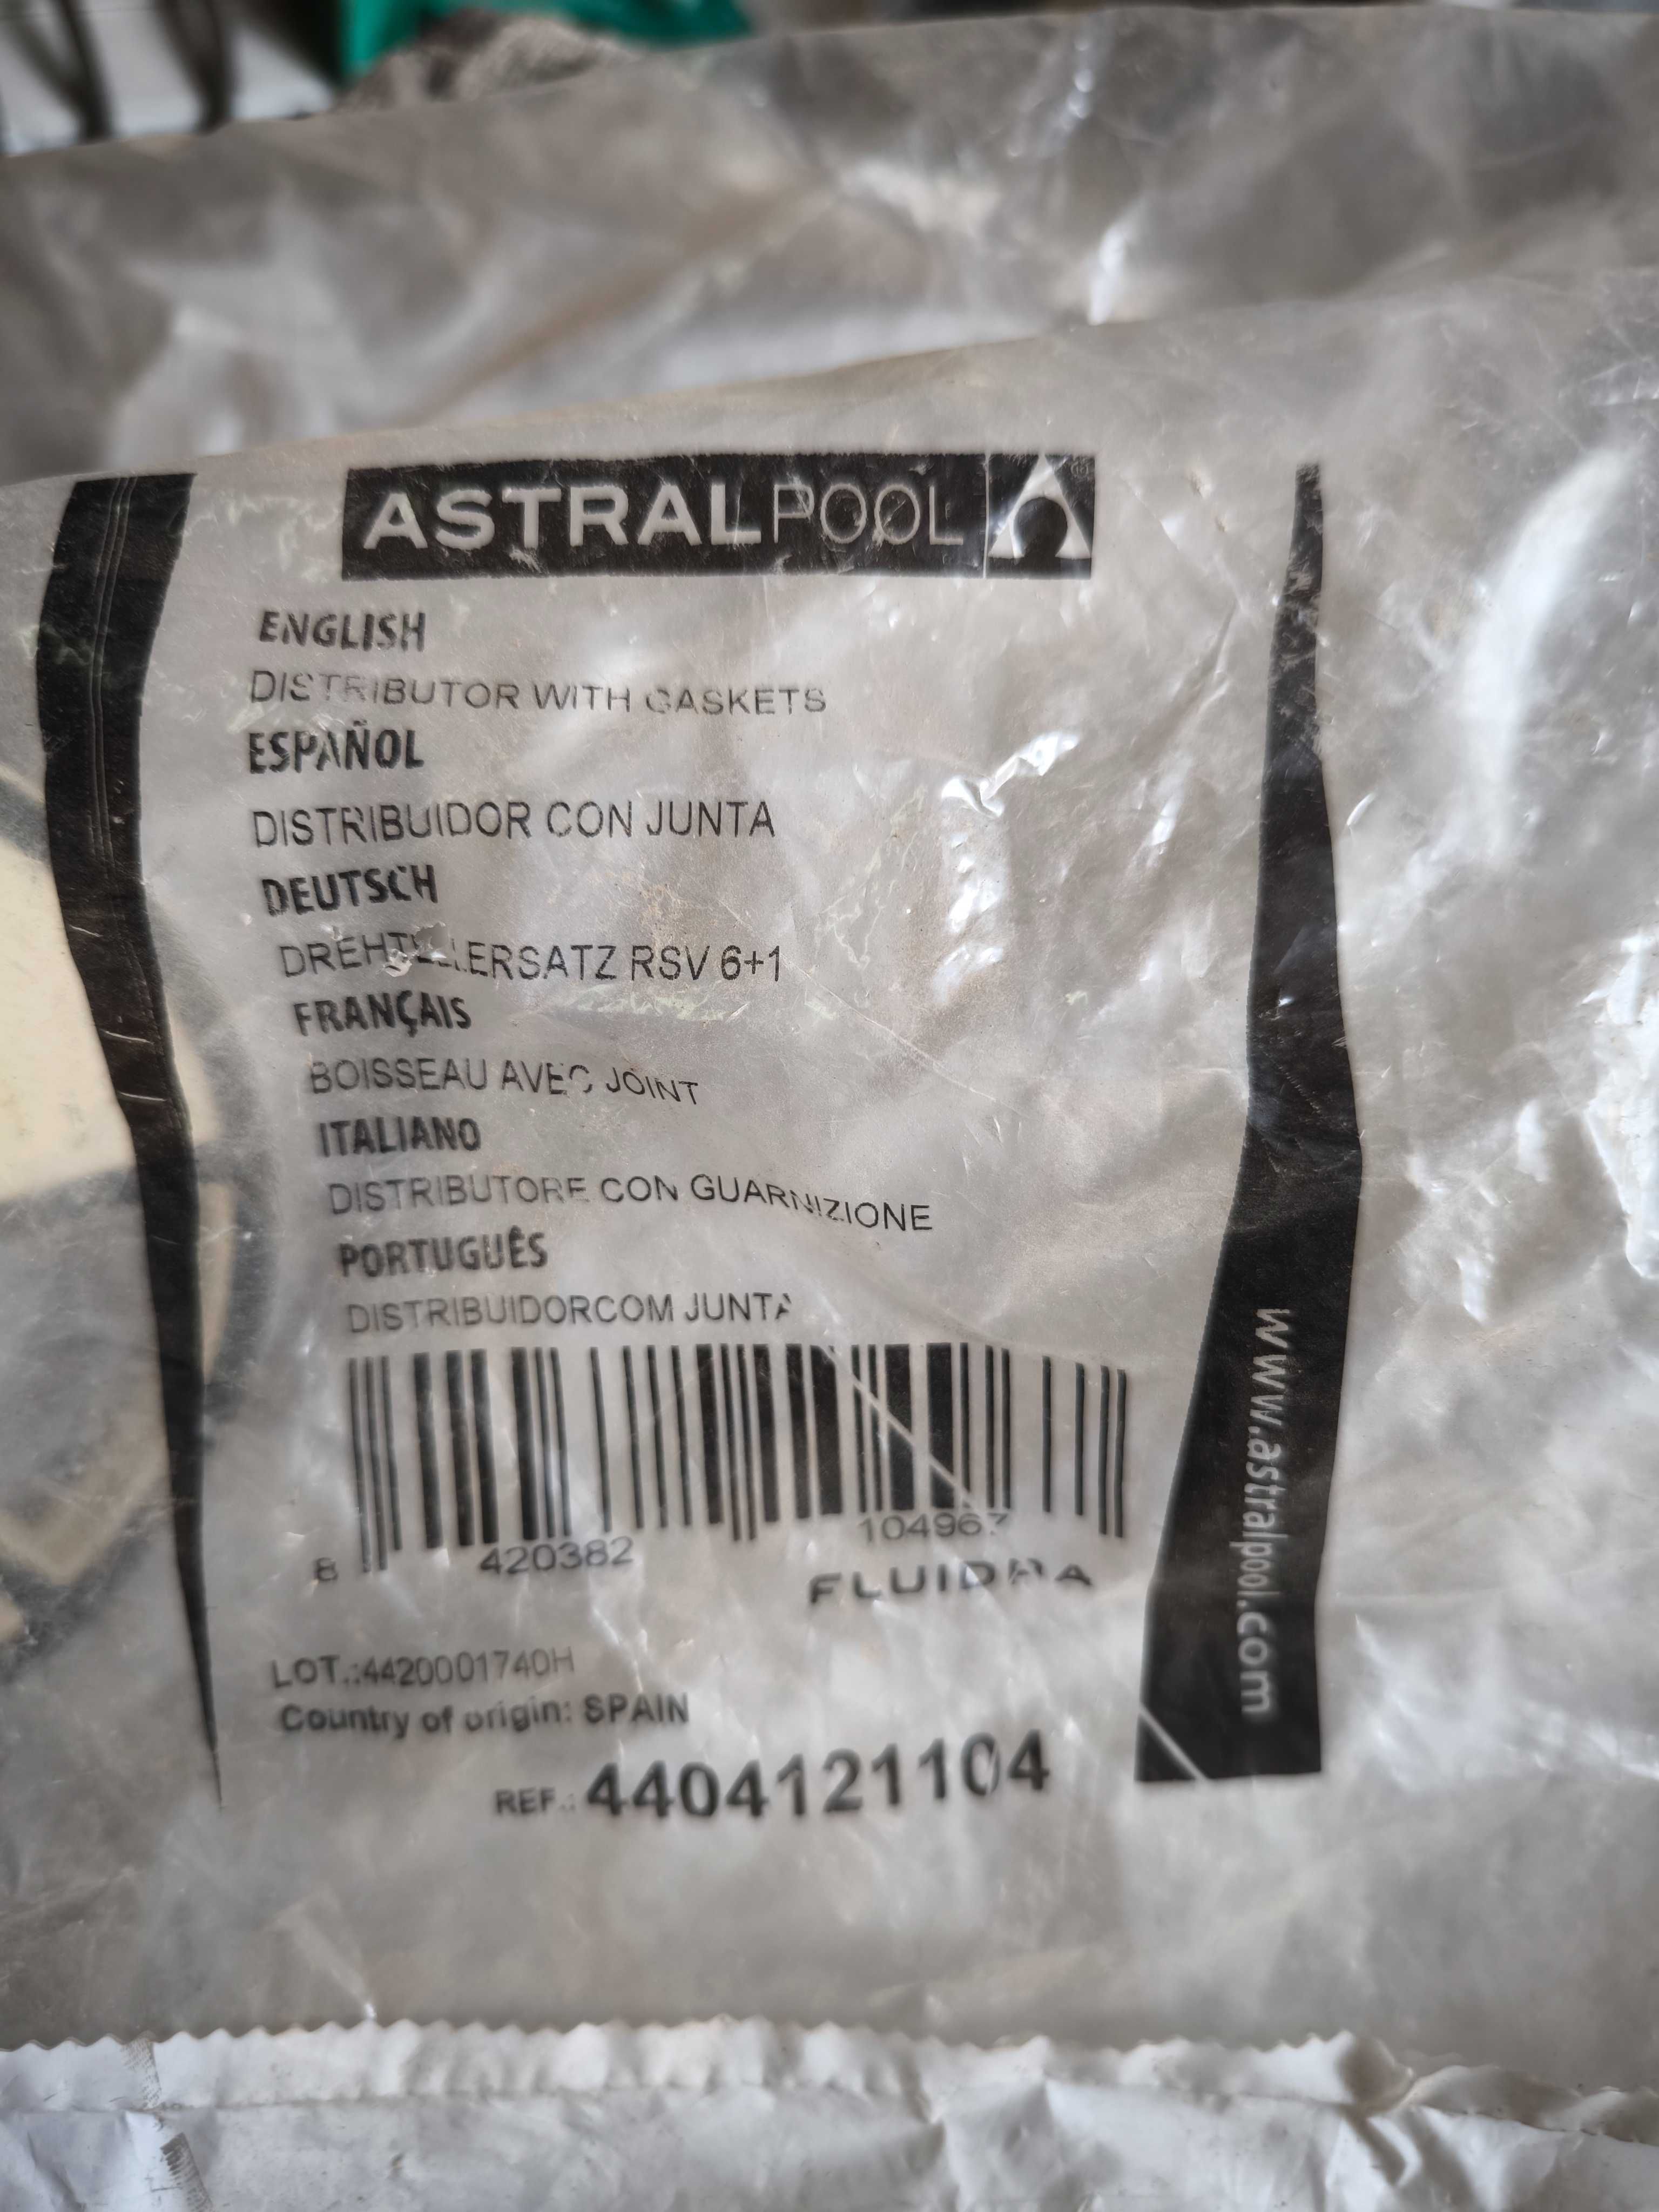 ASTRALPOOL
ENGLISH
DISTRIBUTOR WITH GASKETS
ESPAÑOL
DISTRIBUIDOR CON JUNTA
DEUTSCH
DREHTELLERSATZ RSV 6+1
FRANÇAIS
BOISSEAU AVEC JOINT
ITALIANO
DISTRIBUTORE CON GUARNIZIONE
PORTUGUÊS
DISTRIBUIDORCOM JUNTA
8 420382 104967
FLUIDRA
LOT.:4420001740H
Country of origin: SPAIN
REF.: 4404121104
www.astralpool.com